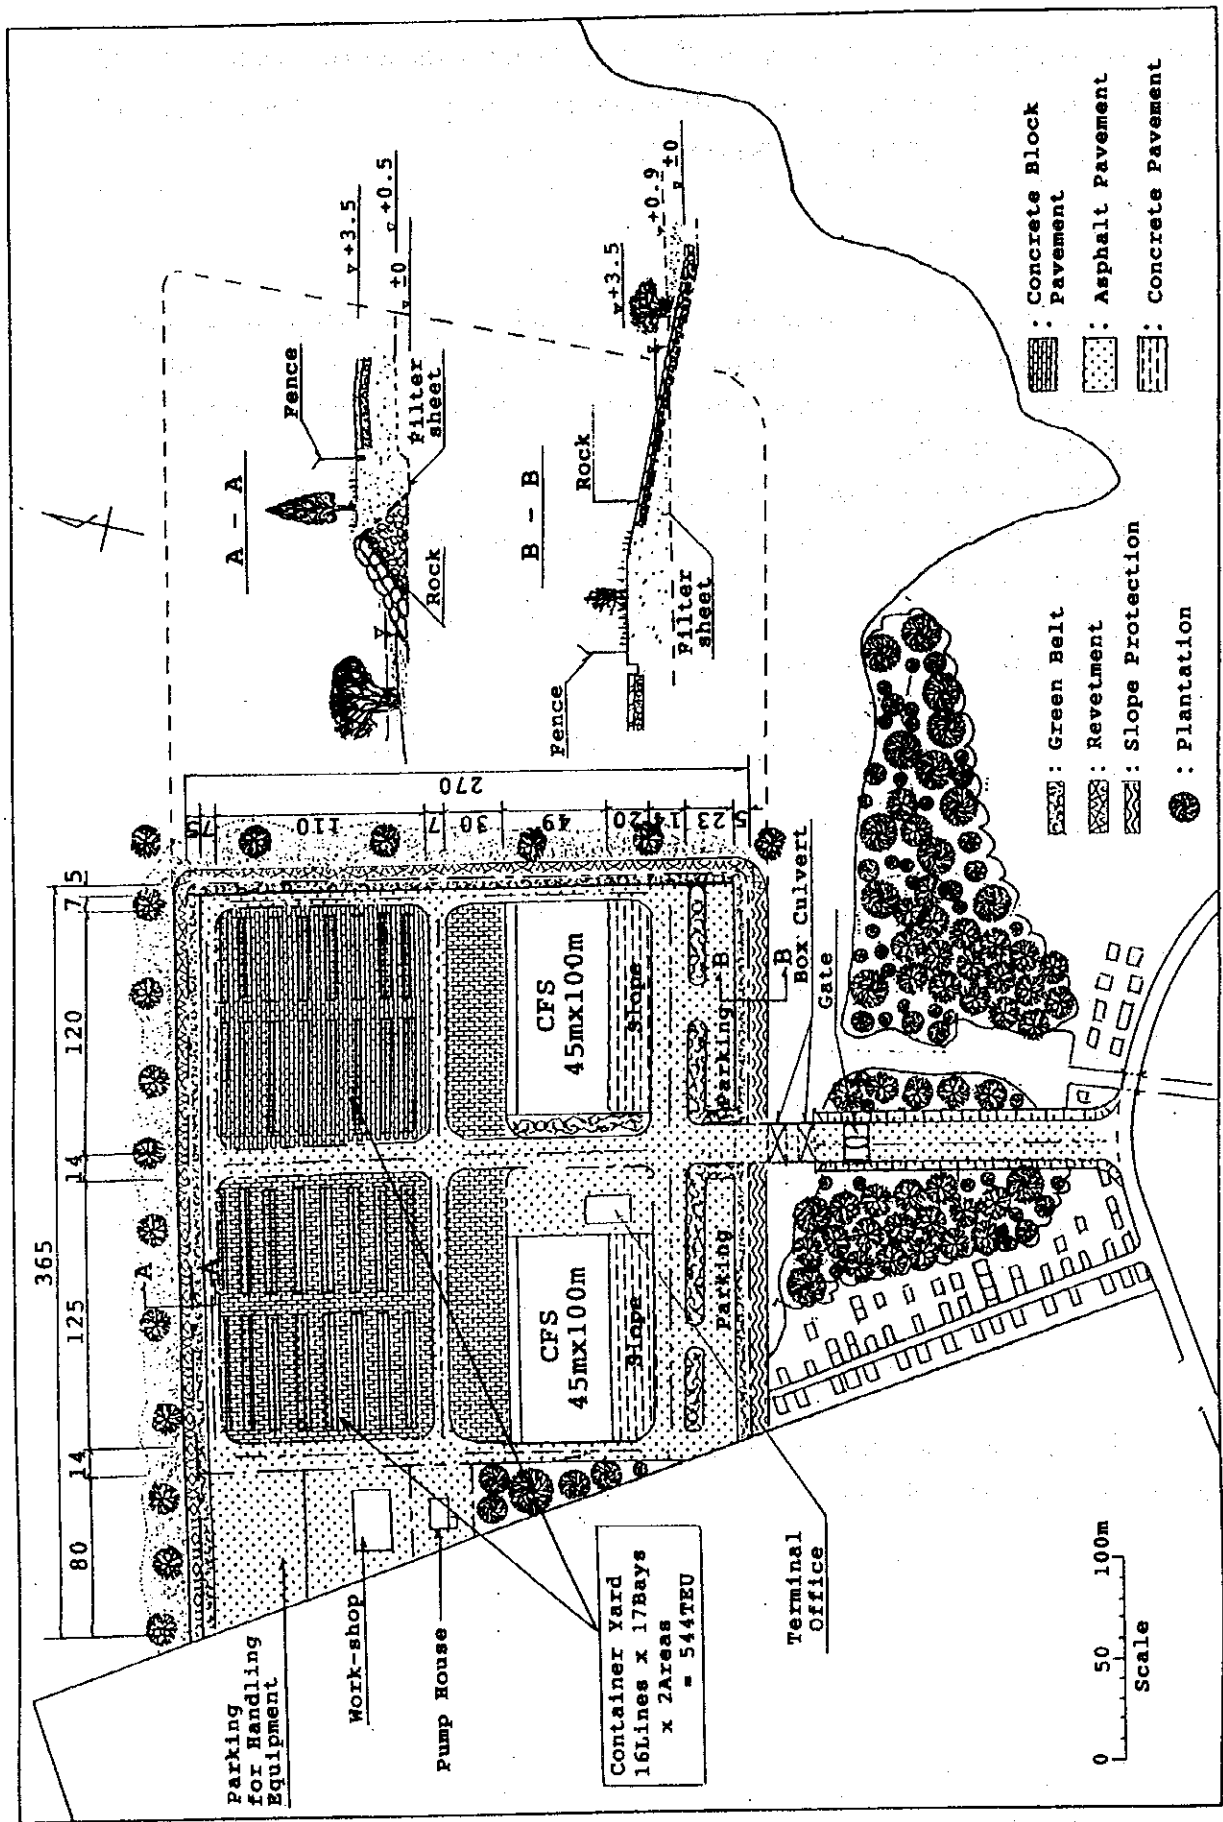 365
80
14
125
14
120
7
5
A
A
75
110
7
30
49
20
14
23
5
270
Parking
for Handling
Equipment
Work-shop
Pump House
Container Yard
16Lines x 17Bays
x 2Areas
= 544TEU
Terminal
Office
CFS
45mx100m
Slope
Parking
CFS
45mx100m
Slope
Parking
B
B
Box Culvert
Gate
A - A
Fence
+3.5
+0.5
±0
Filter
sheet
Rock
B - B
Fence
Rock
+3.5
+0.9
±0
Filter
sheet
: Green Belt
: Revetment
: Slope Protection
: Plantation
: Concrete Block
Pavement
: Asphalt Pavement
: Concrete Pavement
0 50 100m
Scale